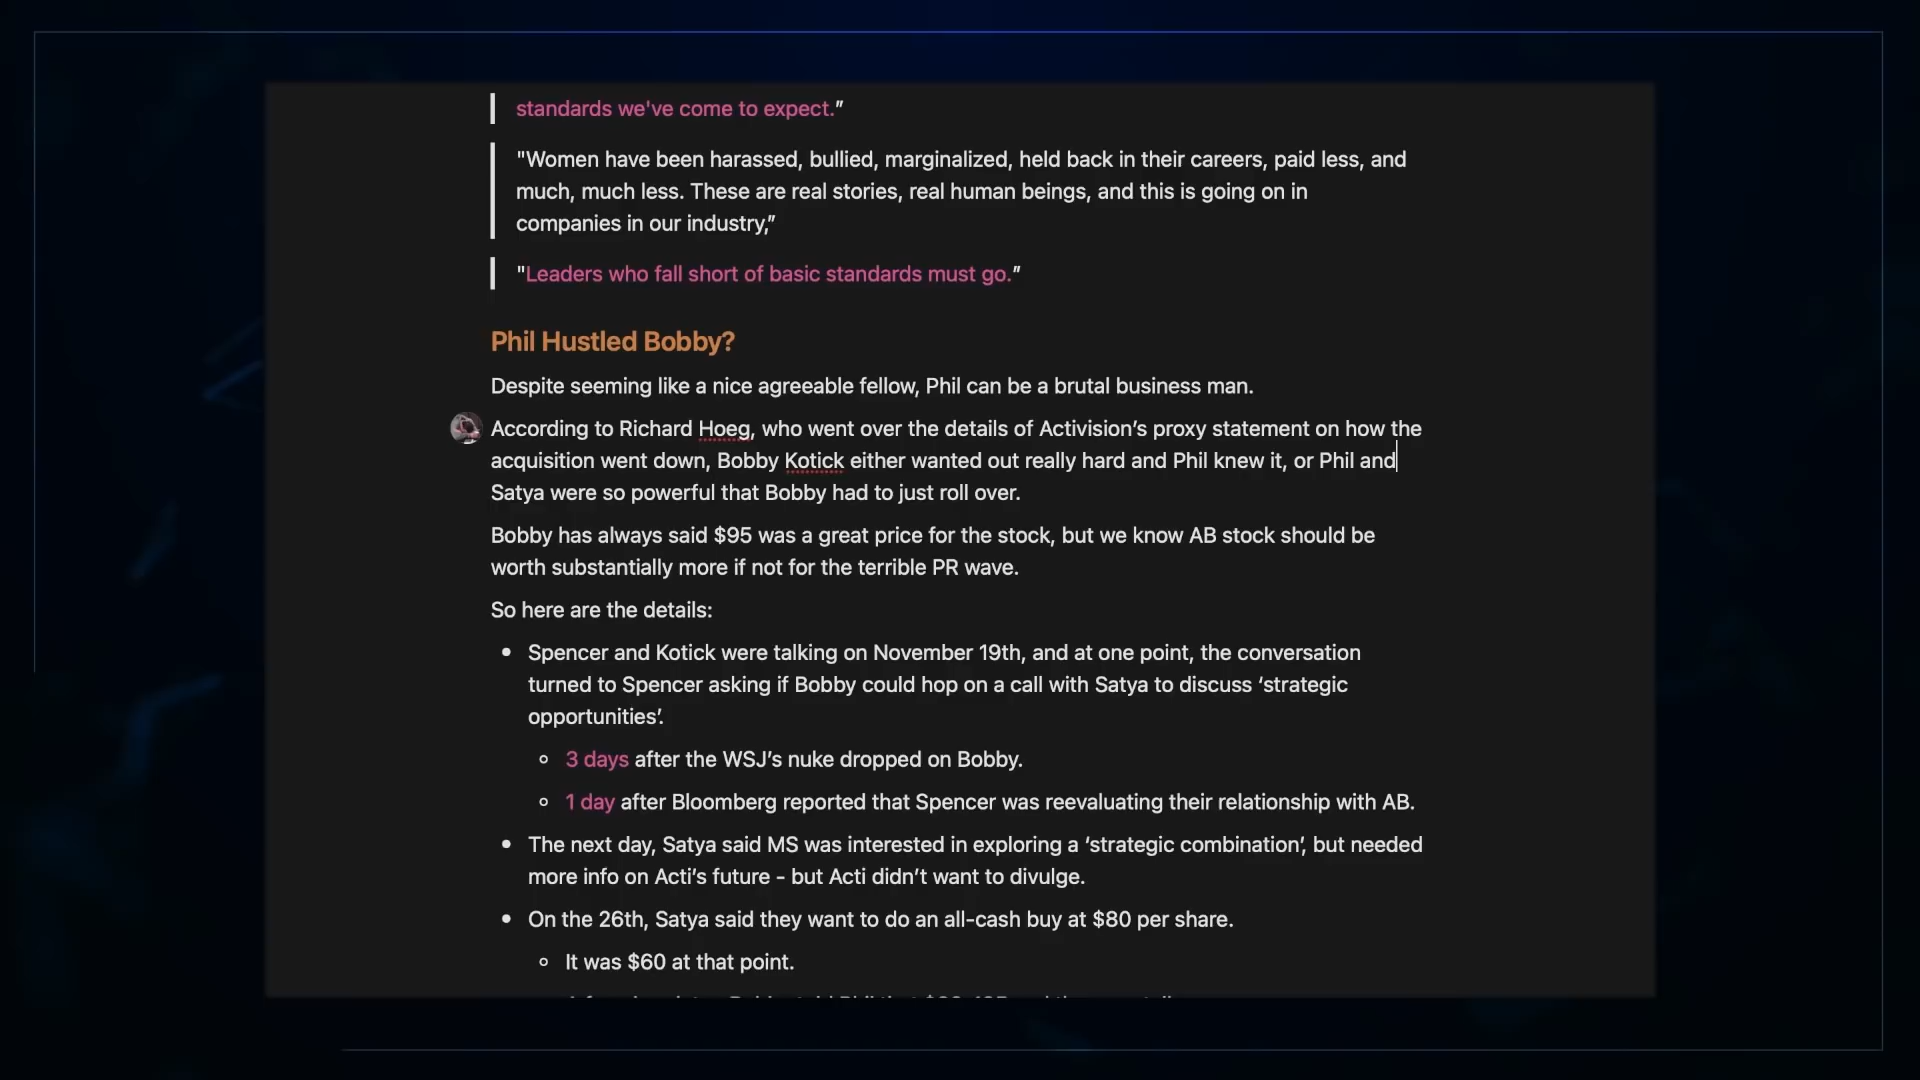 standards we've come to expect.”
"Women have been harassed, bullied, marginalized, held back in their careers, paid less, and
much, much less. These are real stories, real human beings, and this is going on in
companies in our industry,”
"Leaders who fall short of basic standards must go.”
Phil Hustled Bobby?
Despite seeming like a nice agreeable fellow, Phil can be a brutal business man.
According to Richard Hoeg, who went over the details of Activision’s proxy statement on how the
acquisition went down, Bobby Kotick either wanted out really hard and Phil knew it, or Phil and
Satya were so powerful that Bobby had to just roll over.
Bobby has always said $95 was a great price for the stock, but we know AB stock should be
worth substantially more if not for the terrible PR wave.
So here are the details:
• Spencer and Kotick were talking on November 19th, and at one point, the conversation
turned to Spencer asking if Bobby could hop on a call with Satya to discuss ‘strategic
opportunities’.
◦ 3 days after the WSJ’s nuke dropped on Bobby.
◦ 1 day after Bloomberg reported that Spencer was reevaluating their relationship with AB.
• The next day, Satya said MS was interested in exploring a ‘strategic combination’, but needed
more info on Acti’s future - but Acti didn’t want to divulge.
• On the 26th, Satya said they want to do an all-cash buy at $80 per share.
◦ It was $60 at that point.